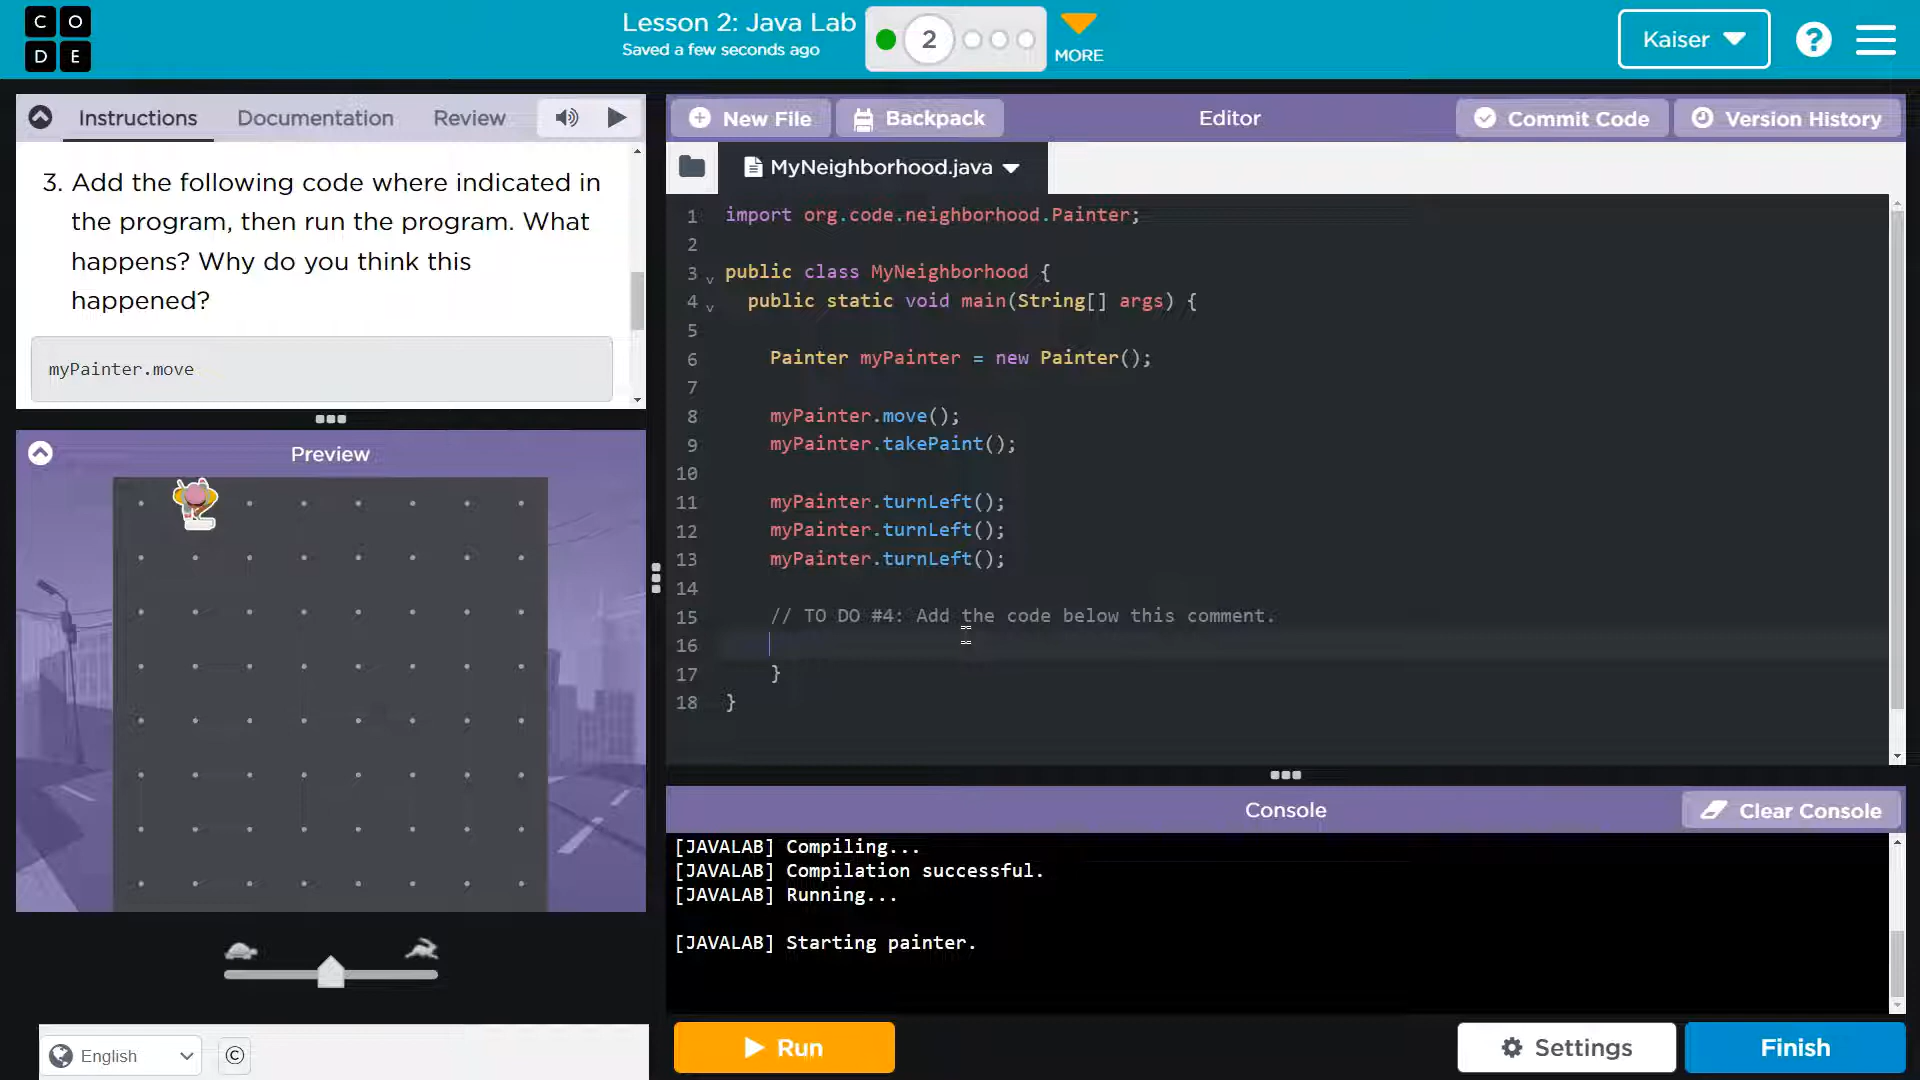 C O
D E
Lesson 2: Java Lab
Saved a few seconds ago
2
MORE
Kaiser
?
Instructions
Documentation
Review
3. Add the following code where indicated in
the program, then run the program. What
happens? Why do you think this
happened?
myPainter.move
Preview
English
©
New File
Backpack
Editor
Commit Code
Version History
MyNeighborhood.java
1 import org.code.neighborhood.Painter;
2
3 public class MyNeighborhood {
4 public static void main(String[] args) {
5
6 Painter myPainter = new Painter();
7
8 myPainter.move();
9 myPainter.takePaint();
10
11 myPainter.turnLeft();
12 myPainter.turnLeft();
13 myPainter.turnLeft();
14
15 // TO DO #4: Add the code below this comment.
16
17 }
18 }
Console
Clear Console
[JAVALAB] Compiling...
[JAVALAB] Compilation successful.
[JAVALAB] Running...
[JAVALAB] Starting painter.
Run
Settings
Finish